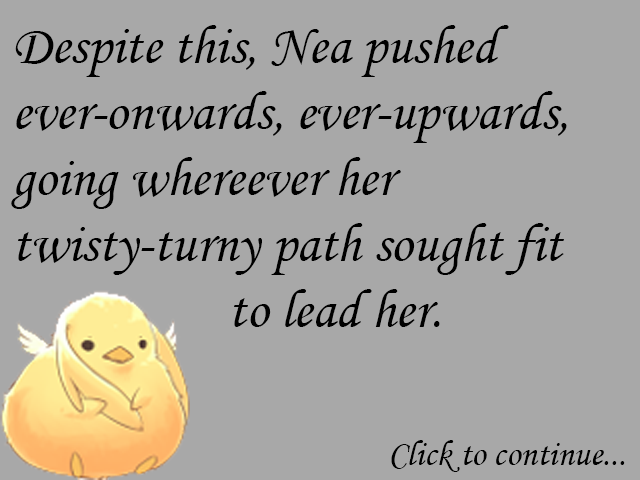 Despite this, Nea pushed
ever-onwards, ever-upwards,
going whereever her
twisty-turny path sought fit
to lead her.
Click to continue...